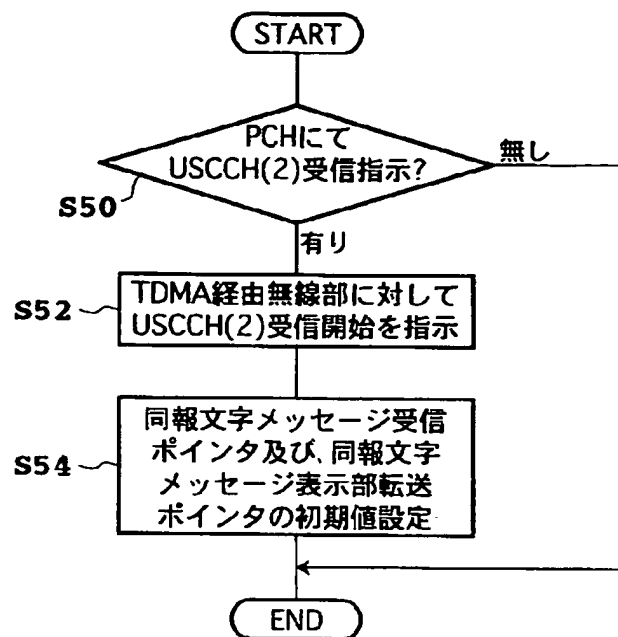 START
PCHにて
USCCH(2)受信指示?
無し
S50
有り
S52
TDMA経由無線部に対して
USCCH(2)受信開始を指示
S54
同報文字メッセージ受信
ポインタ及び、同報文字
メッセージ表示部転送
ポインタの初期値設定
END